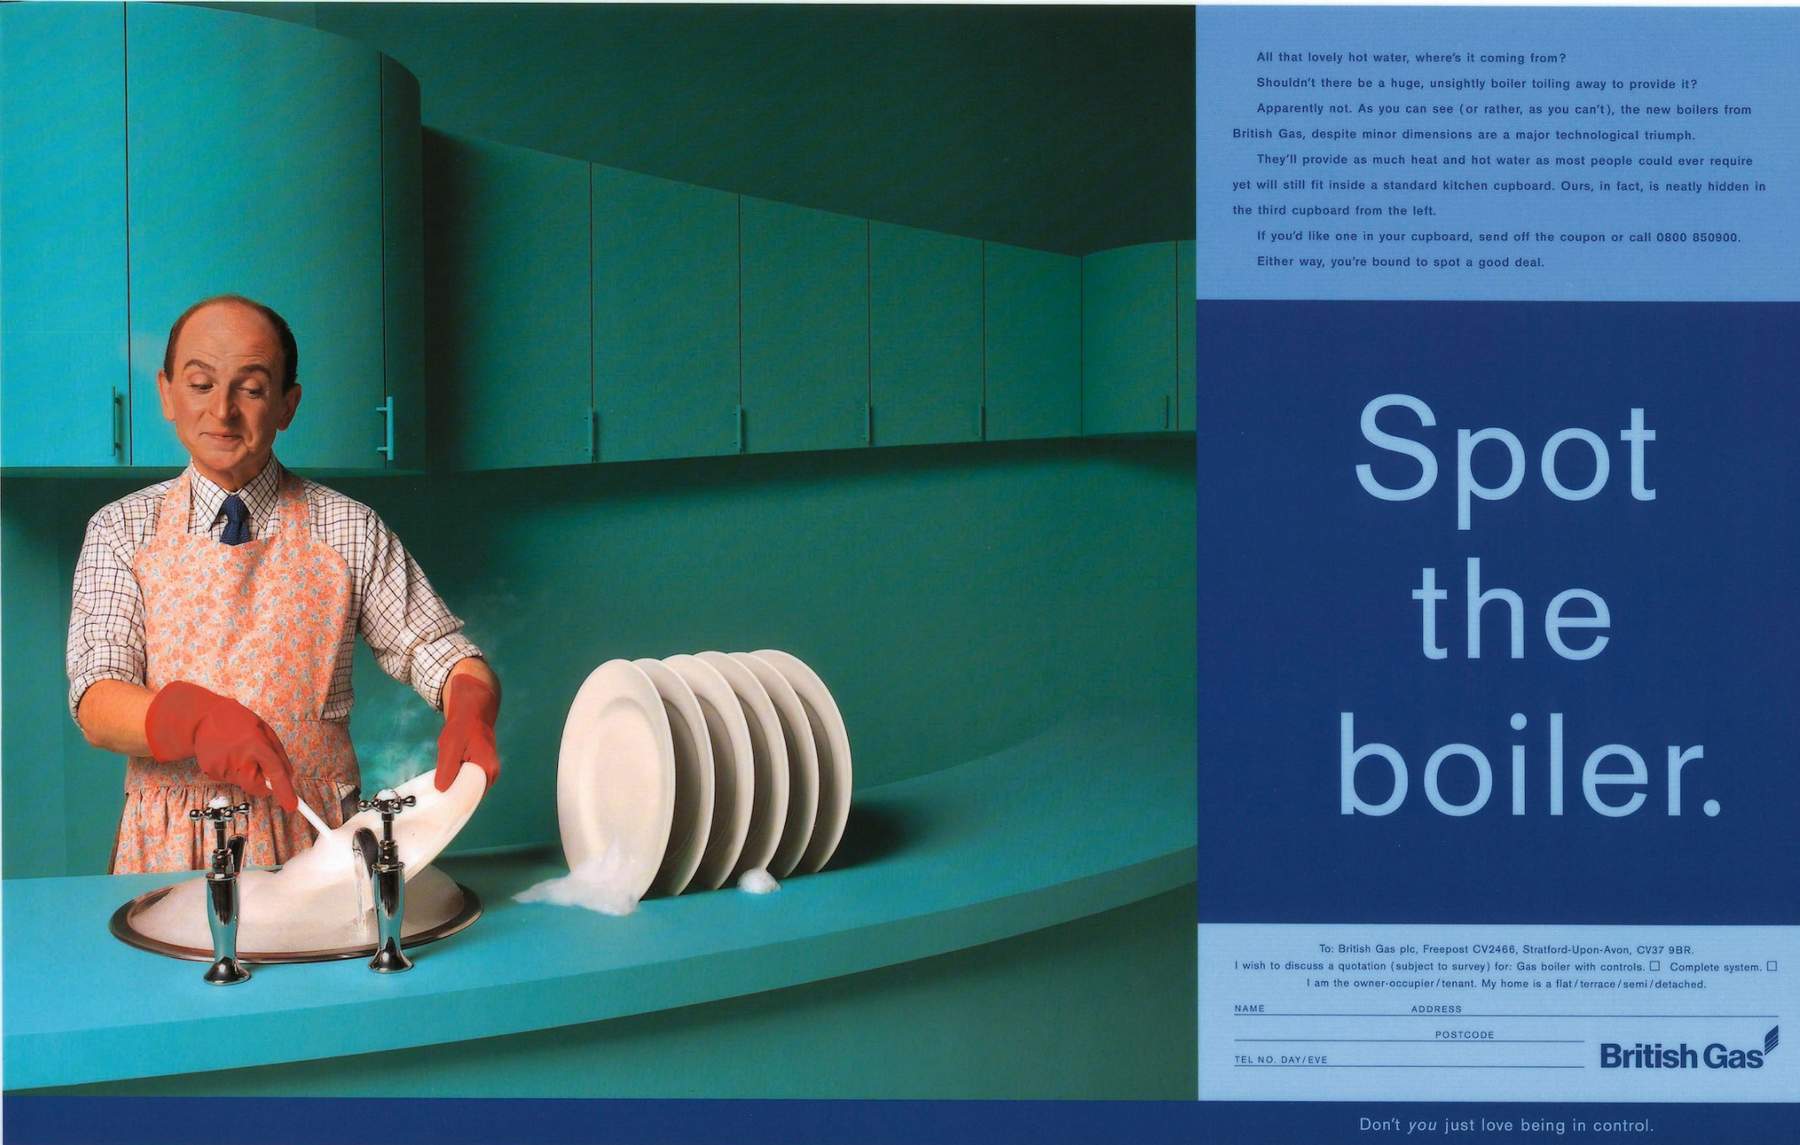 All that lovely hot water, where's it coming from?
Shouldn't there be a huge, unsightly boiler toiling away to provide it?
Apparently not. As you can see (or rather, as you can't), the new boilers from
British Gas, despite minor dimensions are a major technological triumph.
They'll provide as much heat and hot water as most people could ever require
yet will still fit inside a standard kitchen cupboard. Ours, in fact, is neatly hidden in
the third cupboard from the left.
If you'd like one in your cupboard, send off the coupon or call 0800 850900.
Either way, you're bound to spot a good deal.
Spot
the
boiler.
To: British Gas plc, Freepost CV2466, Stratford-Upon-Avon, CV37 9BR.
I wish to discuss a quotation (subject to survey) for: Gas boiler with controls. ☐ Complete system. ☐
I am the owner-occupier/tenant. My home is a flat/terrace/semi/detached.
NAME ADDRESS
POSTCODE
TEL NO. DAY/EVE
British Gas
Don't you just love being in control.